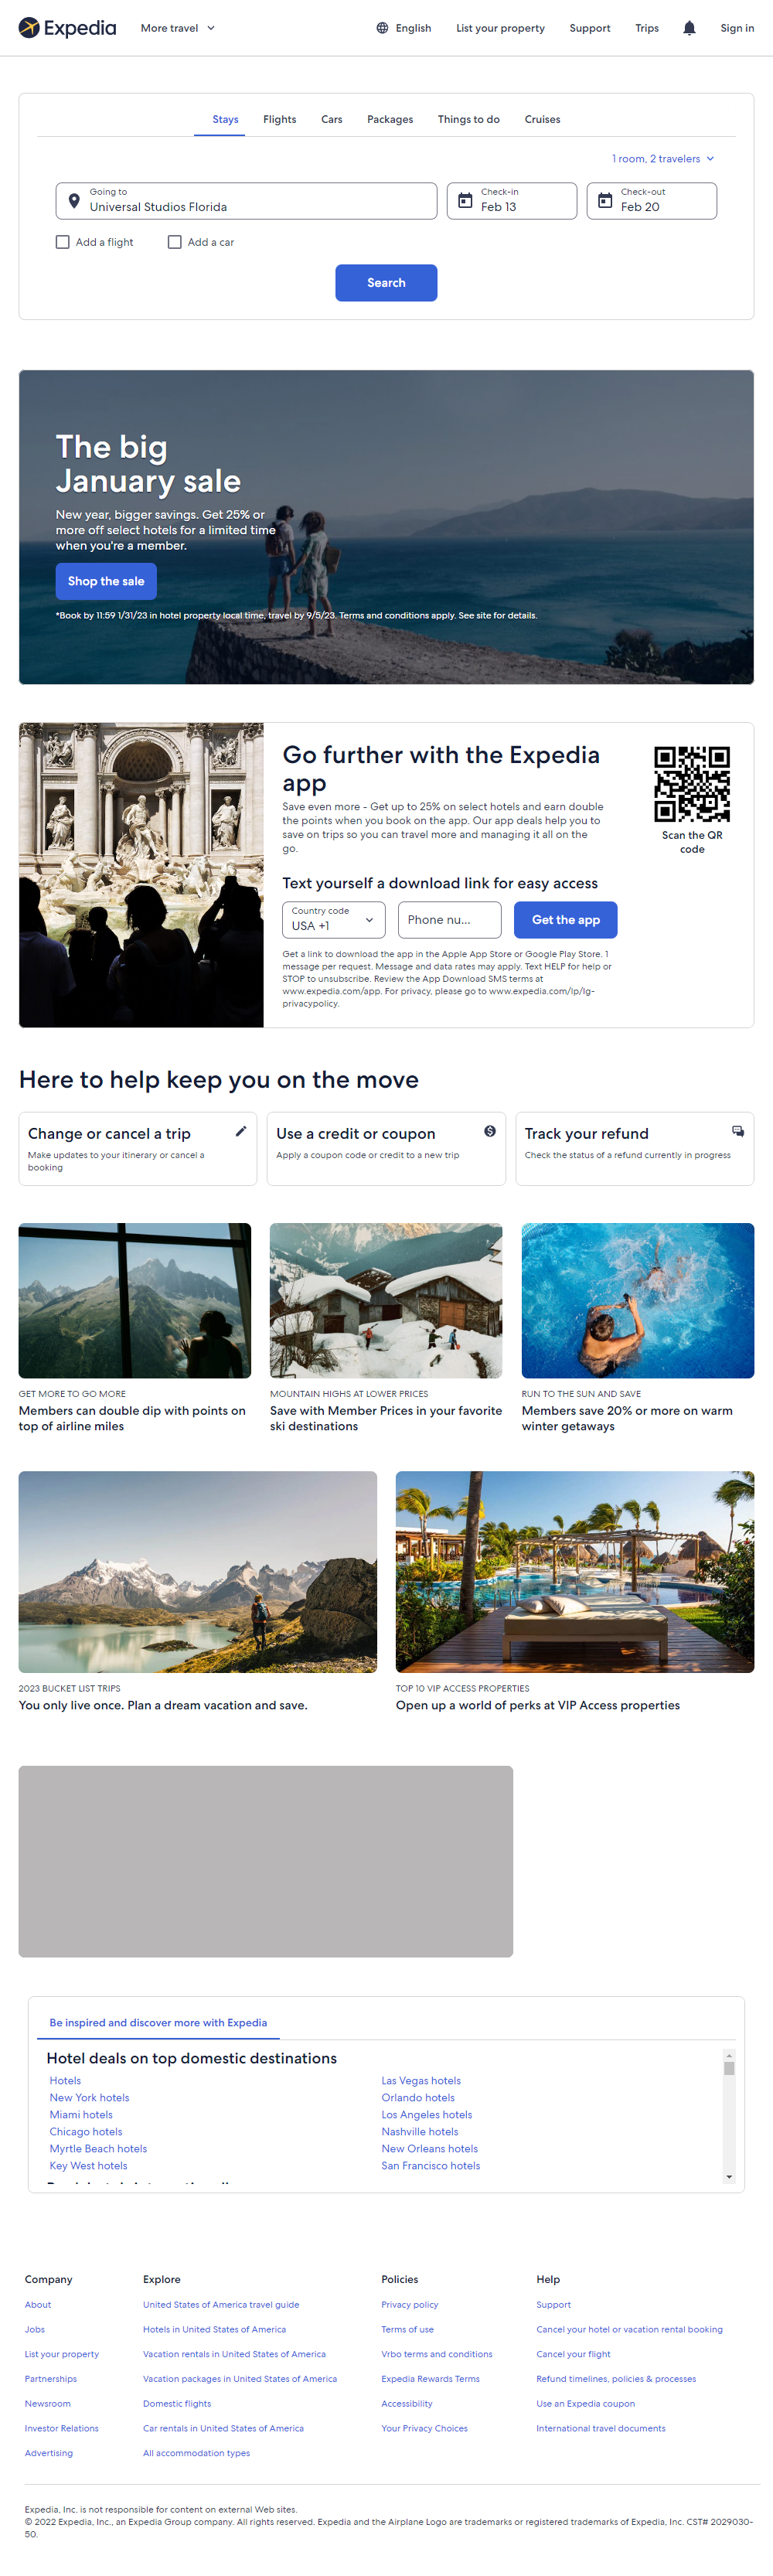 Expedia
More travel
English
List your property
Support
Trips
Sign in
Stays
Flights
Cars
Packages
Things to do
Cruises
1 room, 2 travelers
Going to
Universal Studios Florida
Check-in
Feb 13
Check-out
Feb 20
Add a flight
Add a car
Search
The big
January sale
New year, bigger savings. Get 25% or
more off select hotels for a limited time
when you're a member.
Shop the sale
*Book by 11:59 1/31/23 in hotel property local time, travel by 9/5/23. Terms and conditions apply. See site for details.
Go further with the Expedia
app
Save even more - Get up to 25% on select hotels and earn double
the points when you book on the app. Our app deals help you to
save on trips so you can travel more and managing it all on the
go.
Scan the QR
code
Text yourself a download link for easy access
Country code
USA +1
Phone nu...
Get the app
Get a link to download the app in the Apple App Store or Google Play Store. 1
message per request. Message and data rates may apply. Text HELP for help or
STOP to unsubscribe. Review the App Download SMS terms at
www.expedia.com/app. For privacy, please go to www.expedia.com/lp/lg-
privacypolicy.
Here to help keep you on the move
Change or cancel a trip
Make updates to your itinerary or cancel a
booking
Use a credit or coupon
Apply a coupon code or credit to a new trip
Track your refund
Check the status of a refund currently in progress
GET MORE TO GO MORE
Members can double dip with points on
top of airline miles
MOUNTAIN HIGHS AT LOWER PRICES
Save with Member Prices in your favorite
ski destinations
RUN TO THE SUN AND SAVE
Members save 20% or more on warm
winter getaways
2023 BUCKET LIST TRIPS
You only live once. Plan a dream vacation and save.
TOP 10 VIP ACCESS PROPERTIES
Open up a world of perks at VIP Access properties
Be inspired and discover more with Expedia
Hotel deals on top domestic destinations
Hotels
Las Vegas hotels
New York hotels
Orlando hotels
Miami hotels
Los Angeles hotels
Chicago hotels
Nashville hotels
Myrtle Beach hotels
New Orleans hotels
Key West hotels
San Francisco hotels
Company
About
Jobs
List your property
Partnerships
Newsroom
Investor Relations
Advertising
Explore
United States of America travel guide
Hotels in United States of America
Vacation rentals in United States of America
Vacation packages in United States of America
Domestic flights
Car rentals in United States of America
All accommodation types
Policies
Privacy policy
Terms of use
Vrbo terms and conditions
Expedia Rewards Terms
Accessibility
Your Privacy Choices
Help
Support
Cancel your hotel or vacation rental booking
Cancel your flight
Refund timelines, policies & processes
Use an Expedia coupon
International travel documents
Expedia, Inc. is not responsible for content on external Web sites.
© 2022 Expedia, Inc., an Expedia Group company. All rights reserved. Expedia and the Airplane Logo are trademarks or registered trademarks of Expedia, Inc. CST# 2029030-
50.